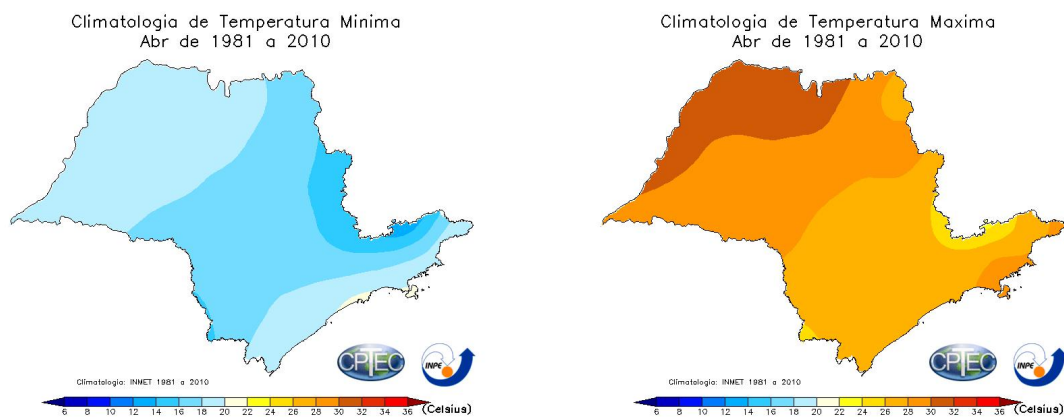 Climatologia de Temperatura Minima
Abr de 1981 a 2010
CPTEC
INPE
Climatologia: INMET 1981 a 2010
6 8 10 12 14 16 18 20 22 24 26 28 30 32 34 36 (Celsius)
Climatologia de Temperatura Maxima
Abr de 1981 a 2010
CPTEC
INPE
Climatologia: INMET 1981 a 2010
6 8 10 12 14 16 18 20 22 24 26 28 30 32 34 36 (Celsius)